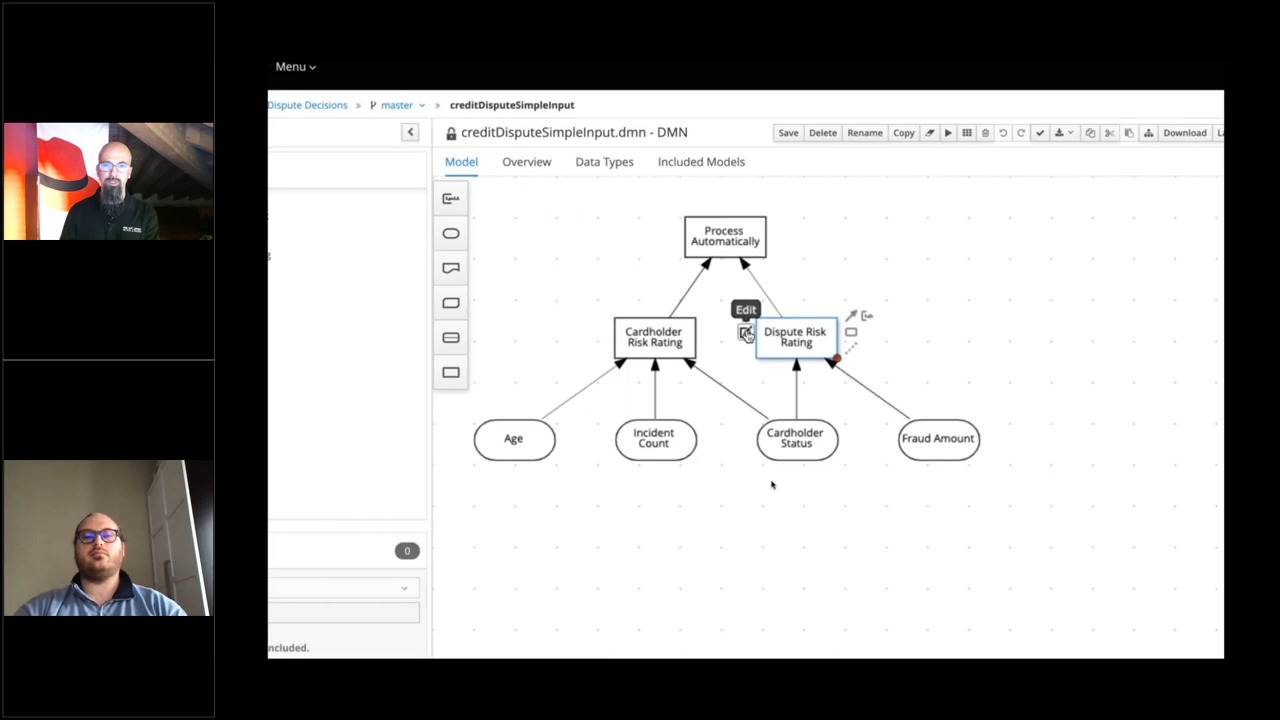 Menu
Dispute Decisions » master » creditDisputeSimpleInput
creditDisputeSimpleInput.dmn - DMN
Save Delete Rename Copy Download
Model Overview Data Types Included Models
Process
Automatically
Edit
Cardholder
Risk Rating
Dispute Risk
Rating
Age
Incident
Count
Cardholder
Status
Fraud Amount
0